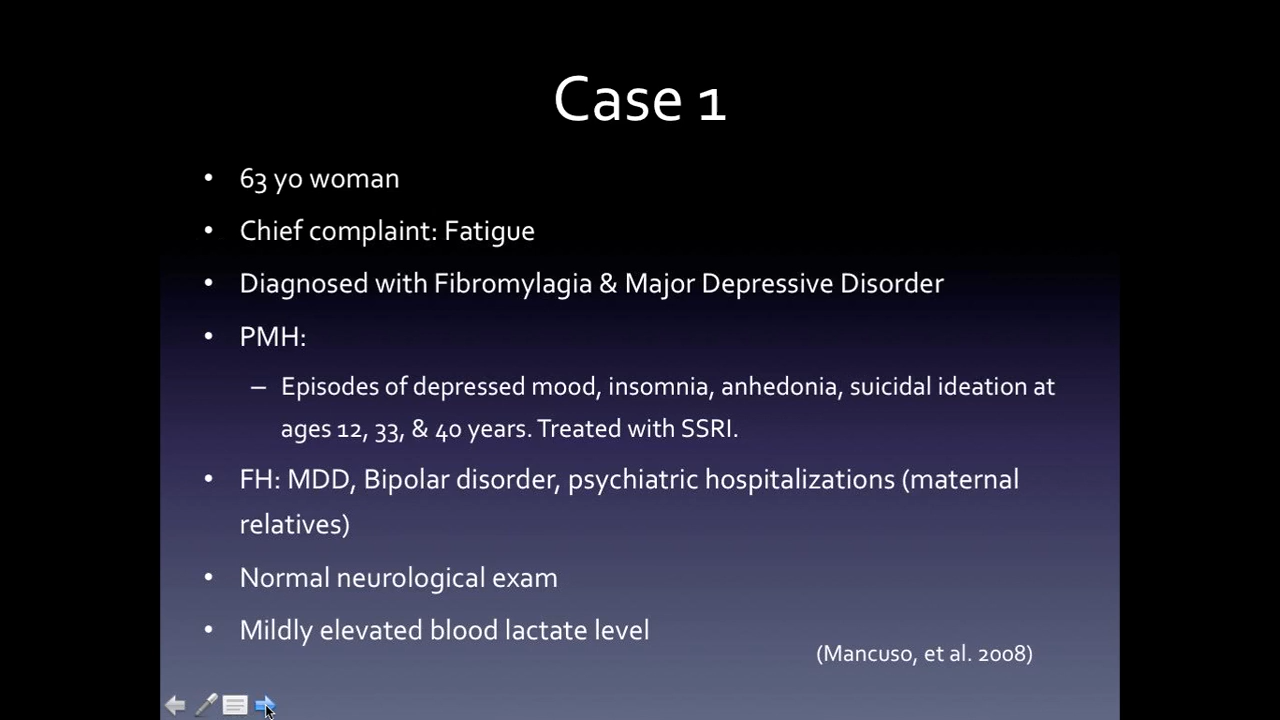 Case 1
• 63 yo woman
• Chief complaint: Fatigue
• Diagnosed with Fibromylagia & Major Depressive Disorder
• PMH:
– Episodes of depressed mood, insomnia, anhedonia, suicidal ideation at
ages 12, 33, & 40 years. Treated with SSRI.
• FH: MDD, Bipolar disorder, psychiatric hospitalizations (maternal
relatives)
• Normal neurological exam
• Mildly elevated blood lactate level
(Mancuso, et al. 2008)